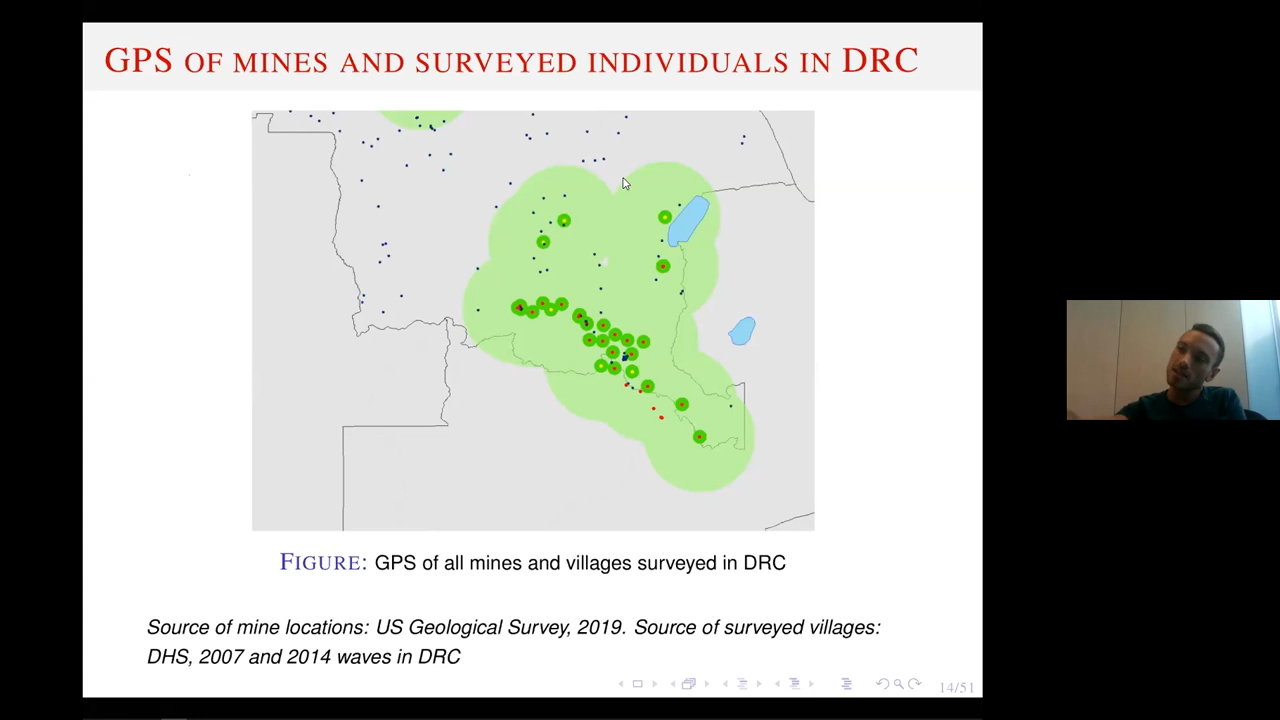 GPS OF MINES AND SURVEYED INDIVIDUALS IN DRC
FIGURE: GPS of all mines and villages surveyed in DRC
Source of mine locations: US Geological Survey, 2019. Source of surveyed villages:
DHS, 2007 and 2014 waves in DRC
14/51